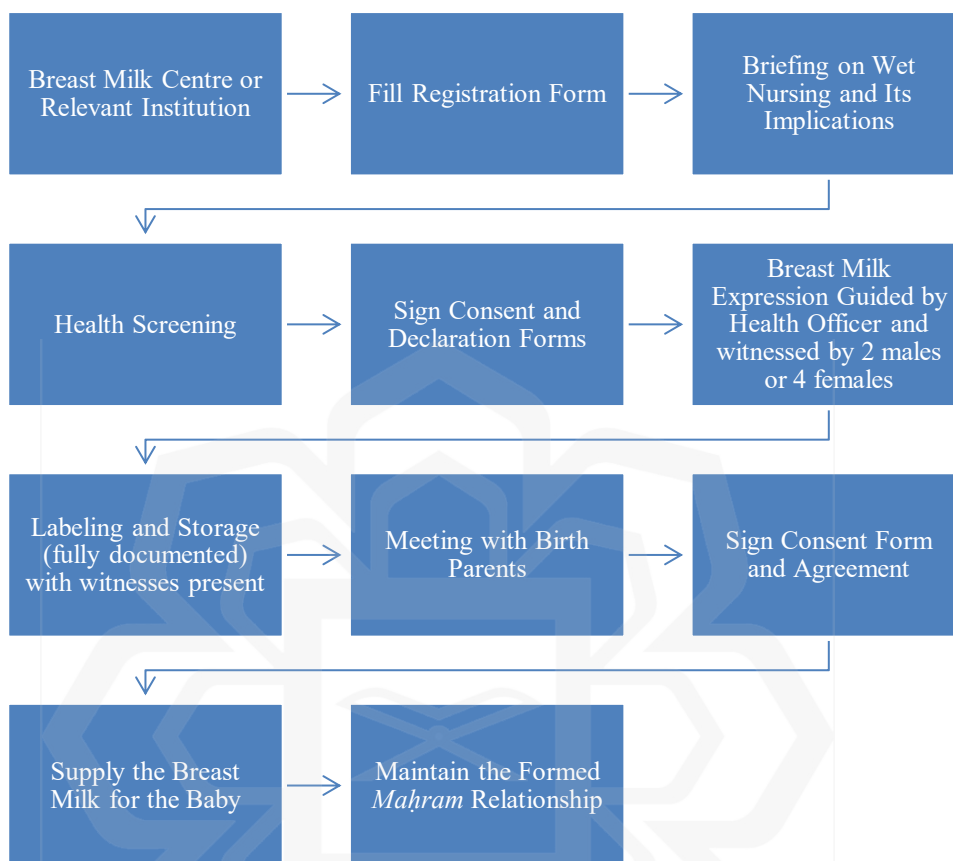 Breast Milk Centre or
Relevant Institution
Fill Registration Form
Briefing on Wet
Nursing and Its
Implications
Health Screening
Sign Consent and
Declaration Forms
Breast Milk
Expression Guided by
Health Officer and
witnessed by 2 males
or 4 females
Labeling and Storage
(fully documented)
with witnesses present
Meeting with Birth
Parents
Sign Consent Form
and Agreement
Supply the Breast
Milk for the Baby
Maintain the Formed
Maḥram Relationship